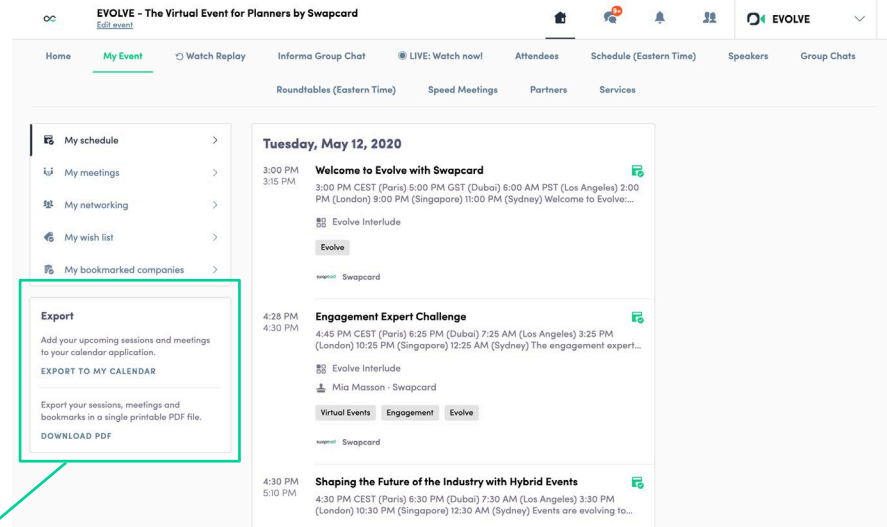 EVOLVE - The Virtual Event for Planners by Swapcard
Edit event
9+
EVOLVE
Home My Event Watch Replay Informa Group Chat LIVE: Watch now! Attendees Schedule (Eastern Time) Speakers Group Chats
Roundtables (Eastern Time) Speed Meetings Partners Services
My schedule
My meetings
My networking
My wish list
My bookmarked companies
Export
Add your upcoming sessions and meetings
to your calendar application.
EXPORT TO MY CALENDAR
Export your sessions, meetings and
bookmarks in a single printable PDF file.
DOWNLOAD PDF
Tuesday, May 12, 2020
3:00 PM Welcome to Evolve with Swapcard
3:15 PM
3:00 PM CEST (Paris) 5:00 PM GST (Dubai) 6:00 AM PST (Los Angeles) 2:00
PM (London) 9:00 PM (Singapore) 11:00 PM (Sydney) Welcome to Evolve:...
Evolve Interlude
Evolve
swapcard Swapcard
4:28 PM Engagement Expert Challenge
4:30 PM
4:45 PM CEST (Paris) 6:25 PM (Dubai) 7:25 AM (Los Angeles) 3:25 PM
(London) 10:25 PM (Singapore) 12:25 AM (Sydney) The engagement expert...
Evolve Interlude
Mia Masson · Swapcard
Virtual Events Engagement Evolve
swapcard Swapcard
4:30 PM Shaping the Future of the Industry with Hybrid Events
5:10 PM
4:30 PM CEST (Paris) 6:30 PM (Dubai) 7:30 AM (Los Angeles) 3:30 PM
(London) 10:30 PM (Singapore) 12:30 AM (Sydney) Events are evolving to...